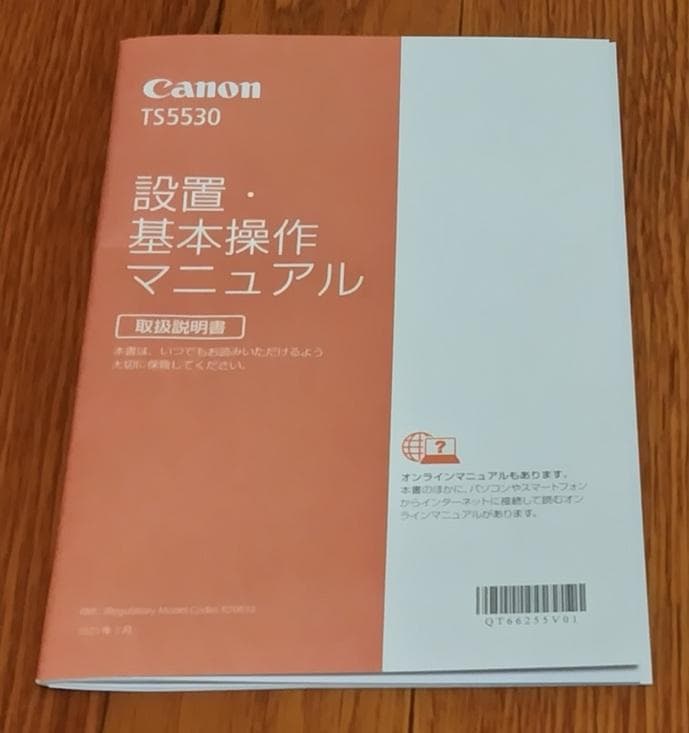 Canon
TS5530
設置・
基本操作
マニュアル
取扱説明書
本書は、いつでもお読みいただけるよう
大切に保管してください。
?
オンラインマニュアルもあります。
本書のほかに、パソコンやスマートフォン
からインターネットに接続して読むオン
ラインマニュアルがあります。
(Regulatory Model Code)
QT66255V01